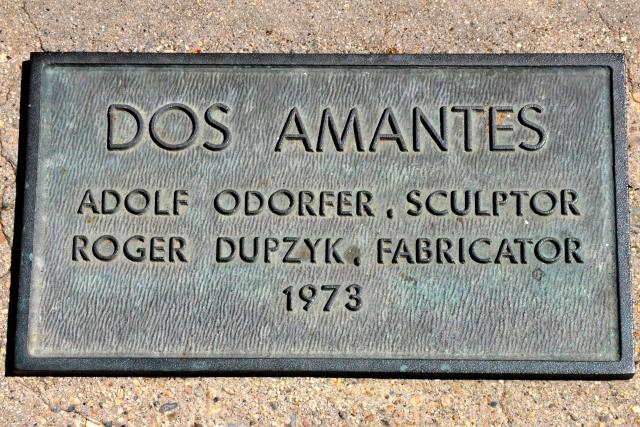 DOS AMANTES
ADOLF ODORFER, SCULPTOR
ROGER DUPZYK, FABRICATOR
1973